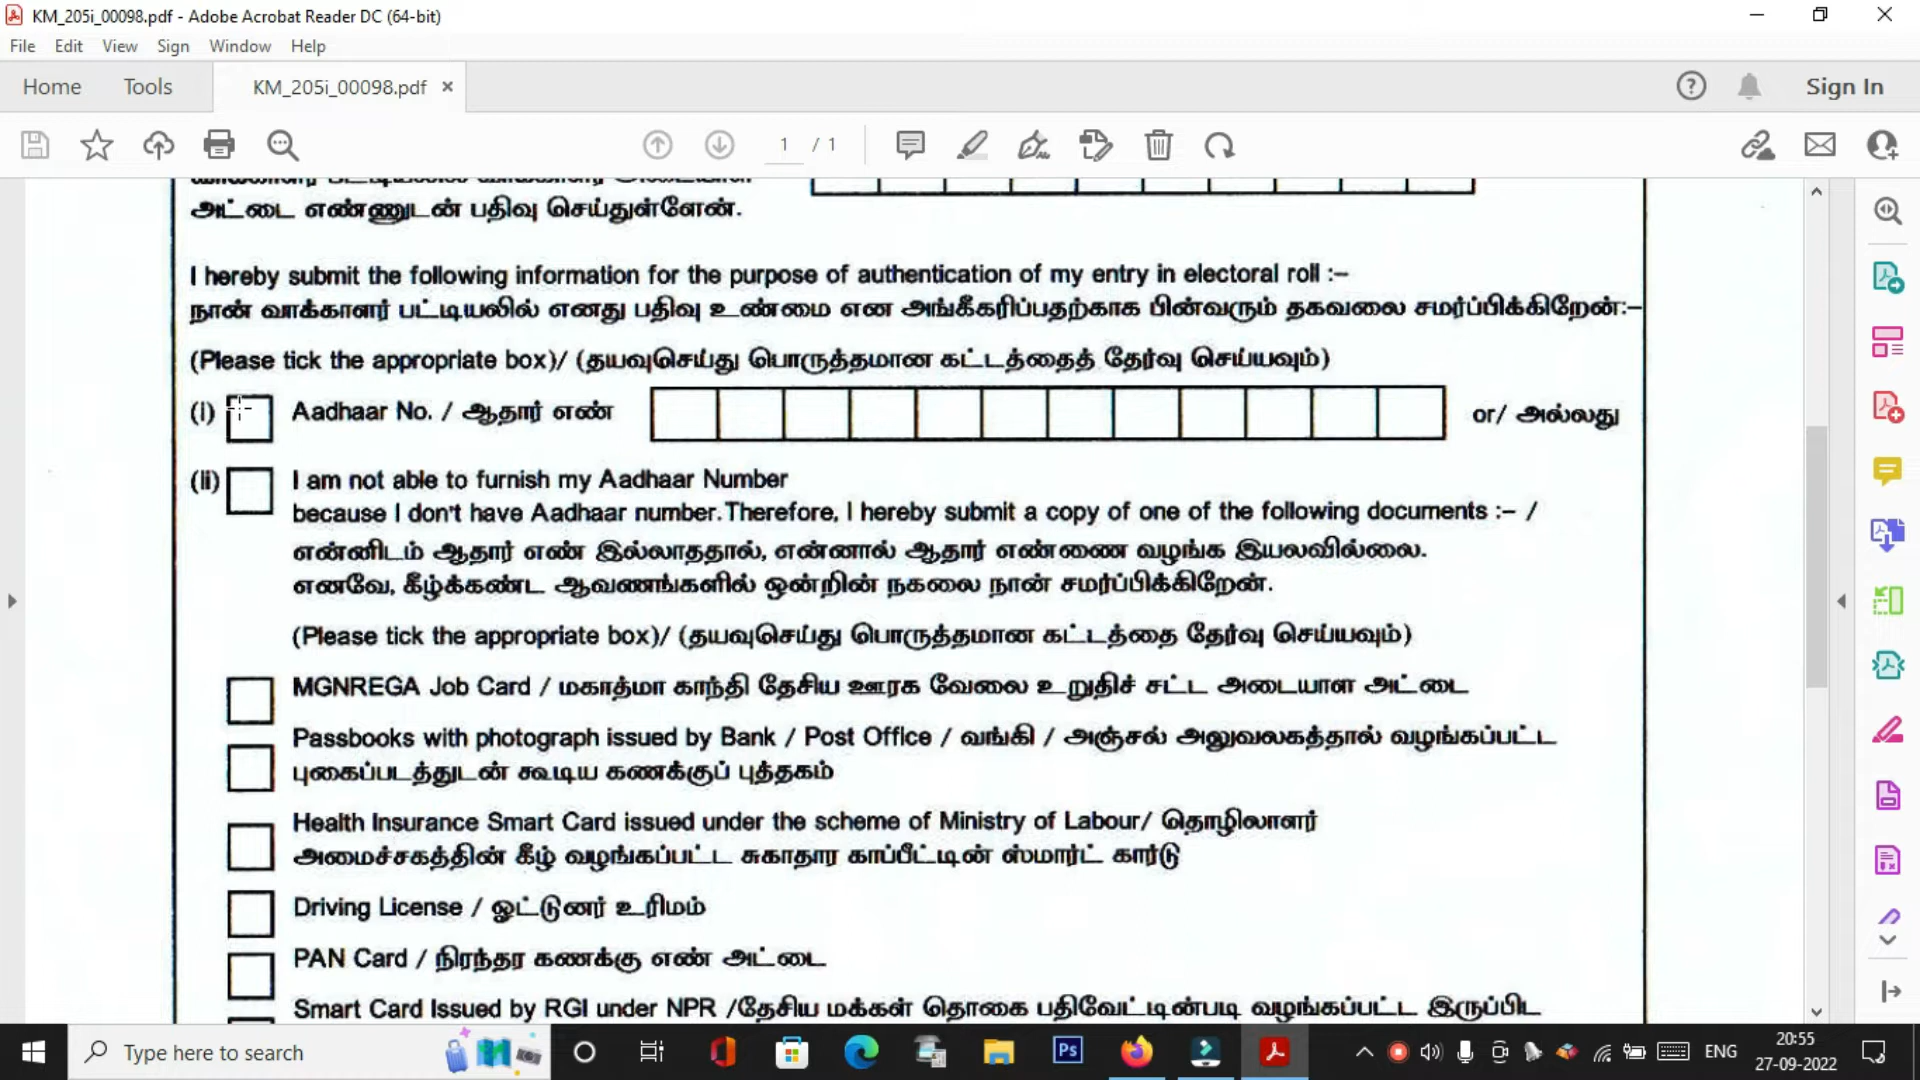 KM_205i_00098.pdf - Adobe Acrobat Reader DC (64-bit)
File Edit View Sign Window Help
Home Tools KM_205i_00098.pdf × Sign In
1 / 1
அட்டை எண்ணுடன் பதிவு செய்துள்ளேன்.
I hereby submit the following information for the purpose of authentication of my entry in electoral roll :–
நான் வாக்காளர் பட்டியலில் எனது பதிவு உண்மை என அங்கீகரிப்பதற்காக பின்வரும் தகவலை சமர்ப்பிக்கிறேன்:–
(Please tick the appropriate box)/ (தயவுசெய்து பொருத்தமான கட்டத்தைத் தேர்வு செய்யவும்)
(i) Aadhaar No. / ஆதார் எண் or/ அல்லது
(ii) I am not able to furnish my Aadhaar Number
because I don't have Aadhaar number.Therefore, I hereby submit a copy of one of the following documents :– /
என்னிடம் ஆதார் எண் இல்லாததால், என்னால் ஆதார் எண்ணை வழங்க இயலவில்லை.
எனவே, கீழ்க்கண்ட ஆவணங்களில் ஒன்றின் நகலை நான் சமர்ப்பிக்கிறேன்.
(Please tick the appropriate box)/ (தயவுசெய்து பொருத்தமான கட்டத்தை தேர்வு செய்யவும்)
MGNREGA Job Card / மகாத்மா காந்தி தேசிய ஊரக வேலை உறுதிச் சட்ட அடையாள அட்டை
Passbooks with photograph issued by Bank / Post Office / வங்கி / அஞ்சல் அலுவலகத்தால் வழங்கப்பட்ட
புகைப்படத்துடன் கூடிய கணக்குப் புத்தகம்
Health Insurance Smart Card issued under the scheme of Ministry of Labour/ தொழிலாளர்
அமைச்சகத்தின் கீழ் வழங்கப்பட்ட சுகாதார காப்பீட்டின் ஸ்மார்ட் கார்டு
Driving License / ஓட்டுனர் உரிமம்
PAN Card / நிரந்தர கணக்கு எண் அட்டை
Smart Card Issued by RGI under NPR /தேசிய மக்கள் தொகை பதிவேட்டின்படி வழங்கப்பட்ட இருப்பிட
Type here to search
Ps
ENG
20:55
27-09-2022